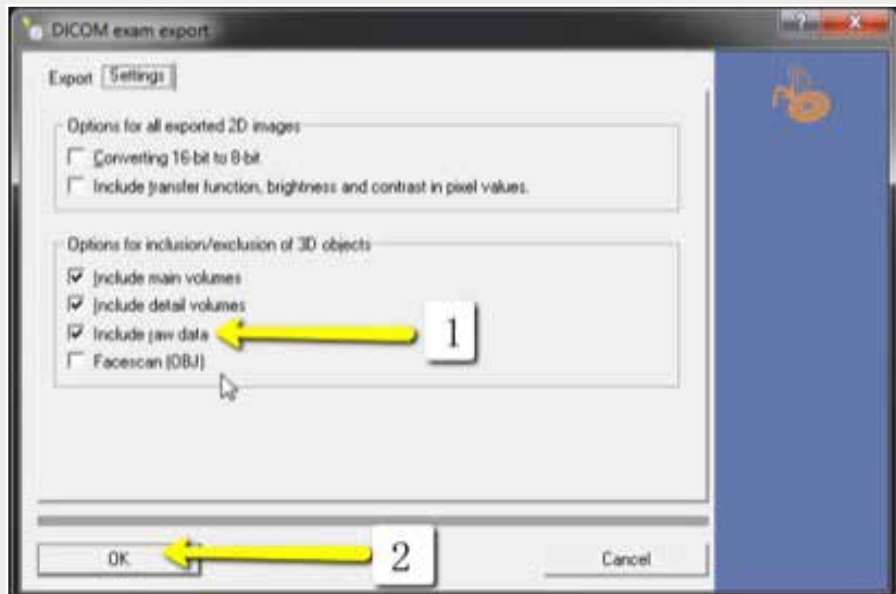 DICOM exam export
Export Settings
Options for all exported 2D images
Converting 16-bit to 8-bit
Include transfer function, brightness and contrast in pixel values.
Options for inclusion/exclusion of 3D objects
Include main volumes
Include detail volumes
Include raw data
1
Facescan (OBJ)
OK
2
Cancel